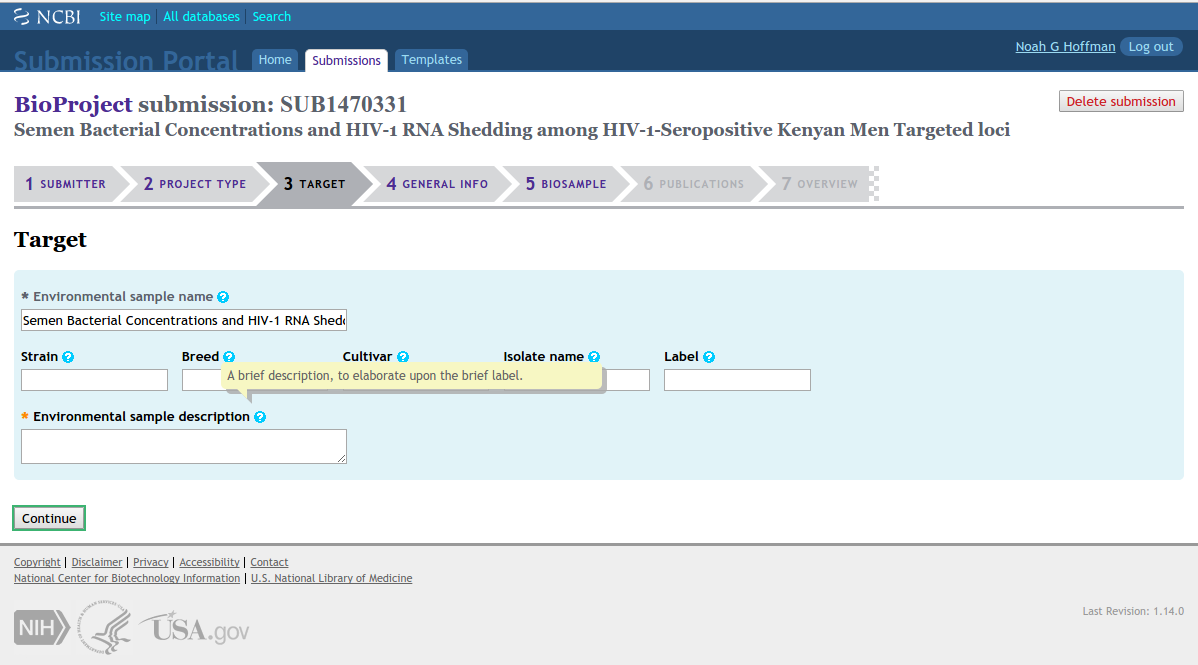 NCBI Site map All databases Search
Submission Portal Home Submissions Templates Noah G Hoffman Log out
BioProject submission: SUB1470331 Delete submission
Semen Bacterial Concentrations and HIV-1 RNA Shedding among HIV-1-Seropositive Kenyan Men Targeted loci
1 SUBMITTER 2 PROJECT TYPE 3 TARGET 4 GENERAL INFO 5 BIOSAMPLE 6 PUBLICATIONS 7 OVERVIEW
Target
* Environmental sample name ?
Semen Bacterial Concentrations and HIV-1 RNA Shedd
Strain ? Breed ? Cultivar ? Isolate name ? Label ?
A brief description, to elaborate upon the brief label.
* Environmental sample description ?
Continue
Copyright | Disclaimer | Privacy | Accessibility | Contact
National Center for Biotechnology Information | U.S. National Library of Medicine
Last Revision: 1.14.0
NIH USA.gov